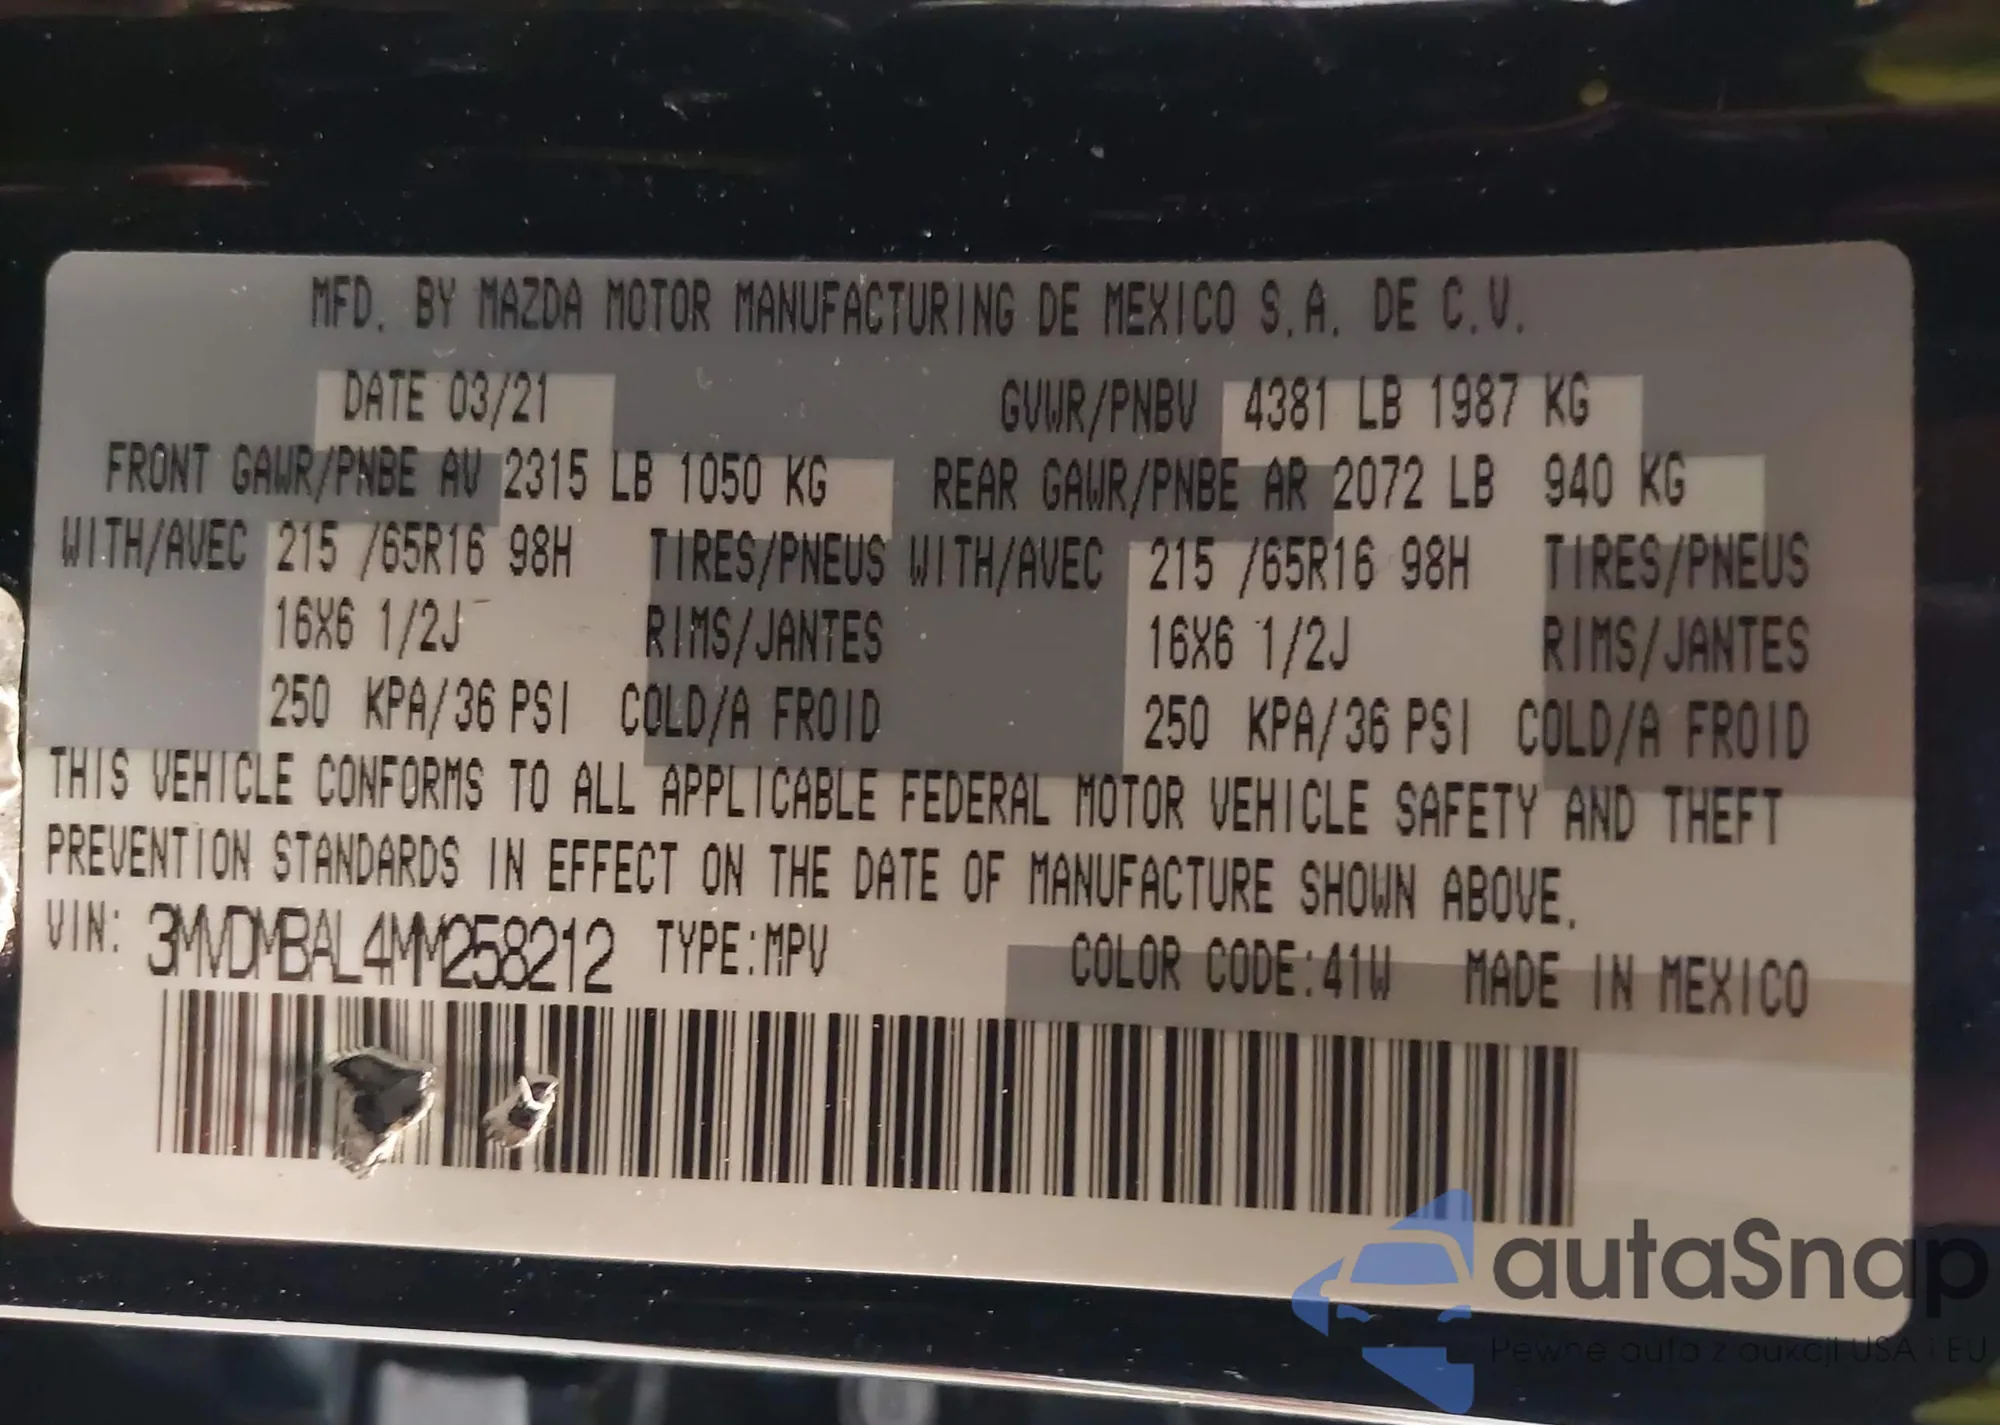 MFD. BY MAZDA MOTOR MANUFACTURING DE MEXICO S.A. DE C.V.
DATE 03/21 GVWR/PNBV 4381 LB 1987 KG
FRONT GAWR/PNBE AV 2315 LB 1050 KG REAR GAWR/PNBE AR 2072 LB 940 KG
WITH/AVEC 215 /65R16 98H TIRES/PNEUS WITH/AVEC 215 /65R16 98H TIRES/PNEUS
16X6 1/2J RIMS/JANTES 16X6 1/2J RIMS/JANTES
250 KPA/36 PSI COLD/A FROID 250 KPA/36 PSI COLD/A FROID
THIS VEHICLE CONFORMS TO ALL APPLICABLE FEDERAL MOTOR VEHICLE SAFETY AND THEFT
PREVENTION STANDARDS IN EFFECT ON THE DATE OF MANUFACTURE SHOWN ABOVE.
VIN: 3MVDMBAL4MM258212 TYPE:MPV COLOR CODE:41W MADE IN MEXICO
autaSnap
Pewne auta z aukcji USA i EU